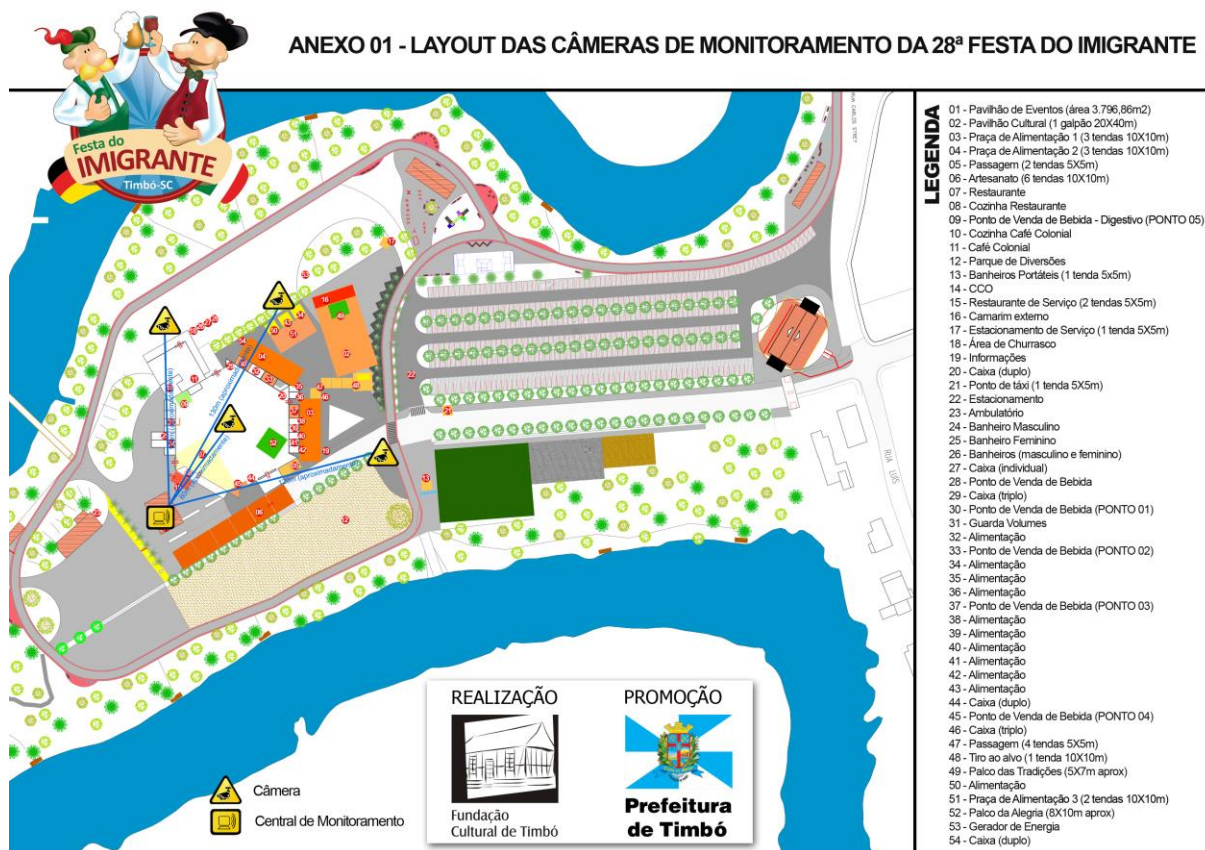 ANEXO 01 - LAYOUT DAS CÂMERAS DE MONITORAMENTO DA 28ª FESTA DO IMIGRANTE
Festa do
IMIGRANTE
Timbó-SC
RUA CARLOS STREY
RUA LUIS
130m (aproximadamente)
LEGENDA
01 - Pavilhão de Eventos (área 3.796,86m2)
02 - Pavilhão Cultural (1 galpão 20X40m)
03 - Praça de Alimentação 1 (3 tendas 10X10m)
04 - Praça de Alimentação 2 (3 tendas 10X10m)
05 - Passagem (2 tendas 5X5m)
06 - Artesanato (6 tendas 10X10m)
07 - Restaurante
08 - Cozinha Restaurante
09 - Ponto de Venda de Bebida - Digestivo (PONTO 05)
10 - Cozinha Café Colonial
11 - Café Colonial
12 - Parque de Diversões
13 - Banheiros Portáteis (1 tenda 5x5m)
14 - CCO
15 - Restaurante de Serviço (2 tendas 5X5m)
16 - Camarim externo
17 - Estacionamento de Serviço (1 tenda 5X5m)
18 - Área de Churrasco
19 - Informações
20 - Caixa (duplo)
21 - Ponto de táxi (1 tenda 5X5m)
22 - Estacionamento
23 - Ambulatório
24 - Banheiro Masculino
25 - Banheiro Feminino
26 - Banheiros (masculino e feminino)
27 - Caixa (individual)
28 - Ponto de Venda de Bebida
29 - Caixa (triplo)
30 - Ponto de Venda de Bebida (PONTO 01)
31 - Guarda Volumes
32 - Alimentação
33 - Ponto de Venda de Bebida (PONTO 02)
34 - Alimentação
35 - Alimentação
36 - Alimentação
37 - Ponto de Venda de Bebida (PONTO 03)
38 - Alimentação
39 - Alimentação
40 - Alimentação
41 - Alimentação
42 - Alimentação
43 - Alimentação
44 - Caixa (duplo)
45 - Ponto de Venda de Bebida (PONTO 04)
46 - Caixa (triplo)
47 - Passagem (4 tendas 5X5m)
48 - Tiro ao alvo (1 tenda 10X10m)
49 - Palco das Tradições (5X7m aprox)
50 - Alimentação
51 - Praça de Alimentação 3 (2 tendas 10X10m)
52 - Palco da Alegria (8X10m aprox)
53 - Gerador de Energia
54 - Caixa (duplo)
REALIZAÇÃO
Fundação
Cultural de Timbó
PROMOÇÃO
Prefeitura
de Timbó
Câmera
Central de Monitoramento